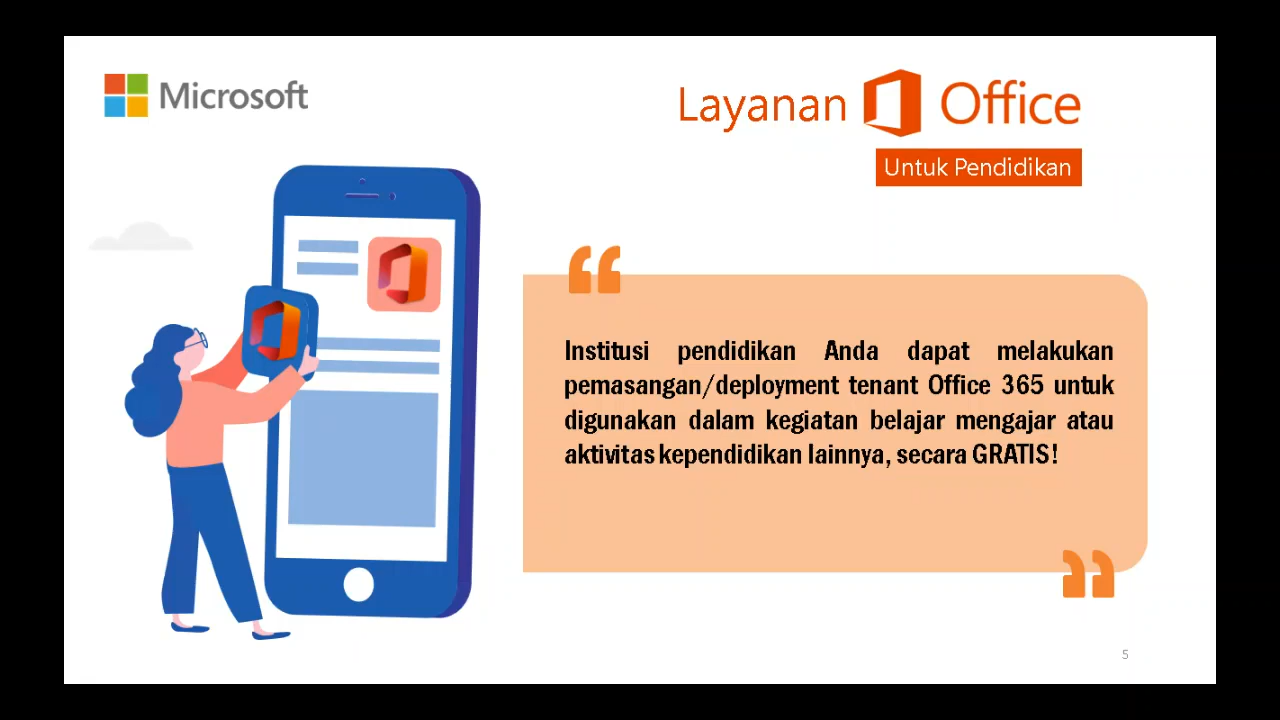 Microsoft
Layanan Office
Untuk Pendidikan
Institusi pendidikan Anda dapat melakukan
pemasangan/deployment tenant Office 365 untuk
digunakan dalam kegiatan belajar mengajar atau
aktivitas kependidikan lainnya, secara GRATIS!
5